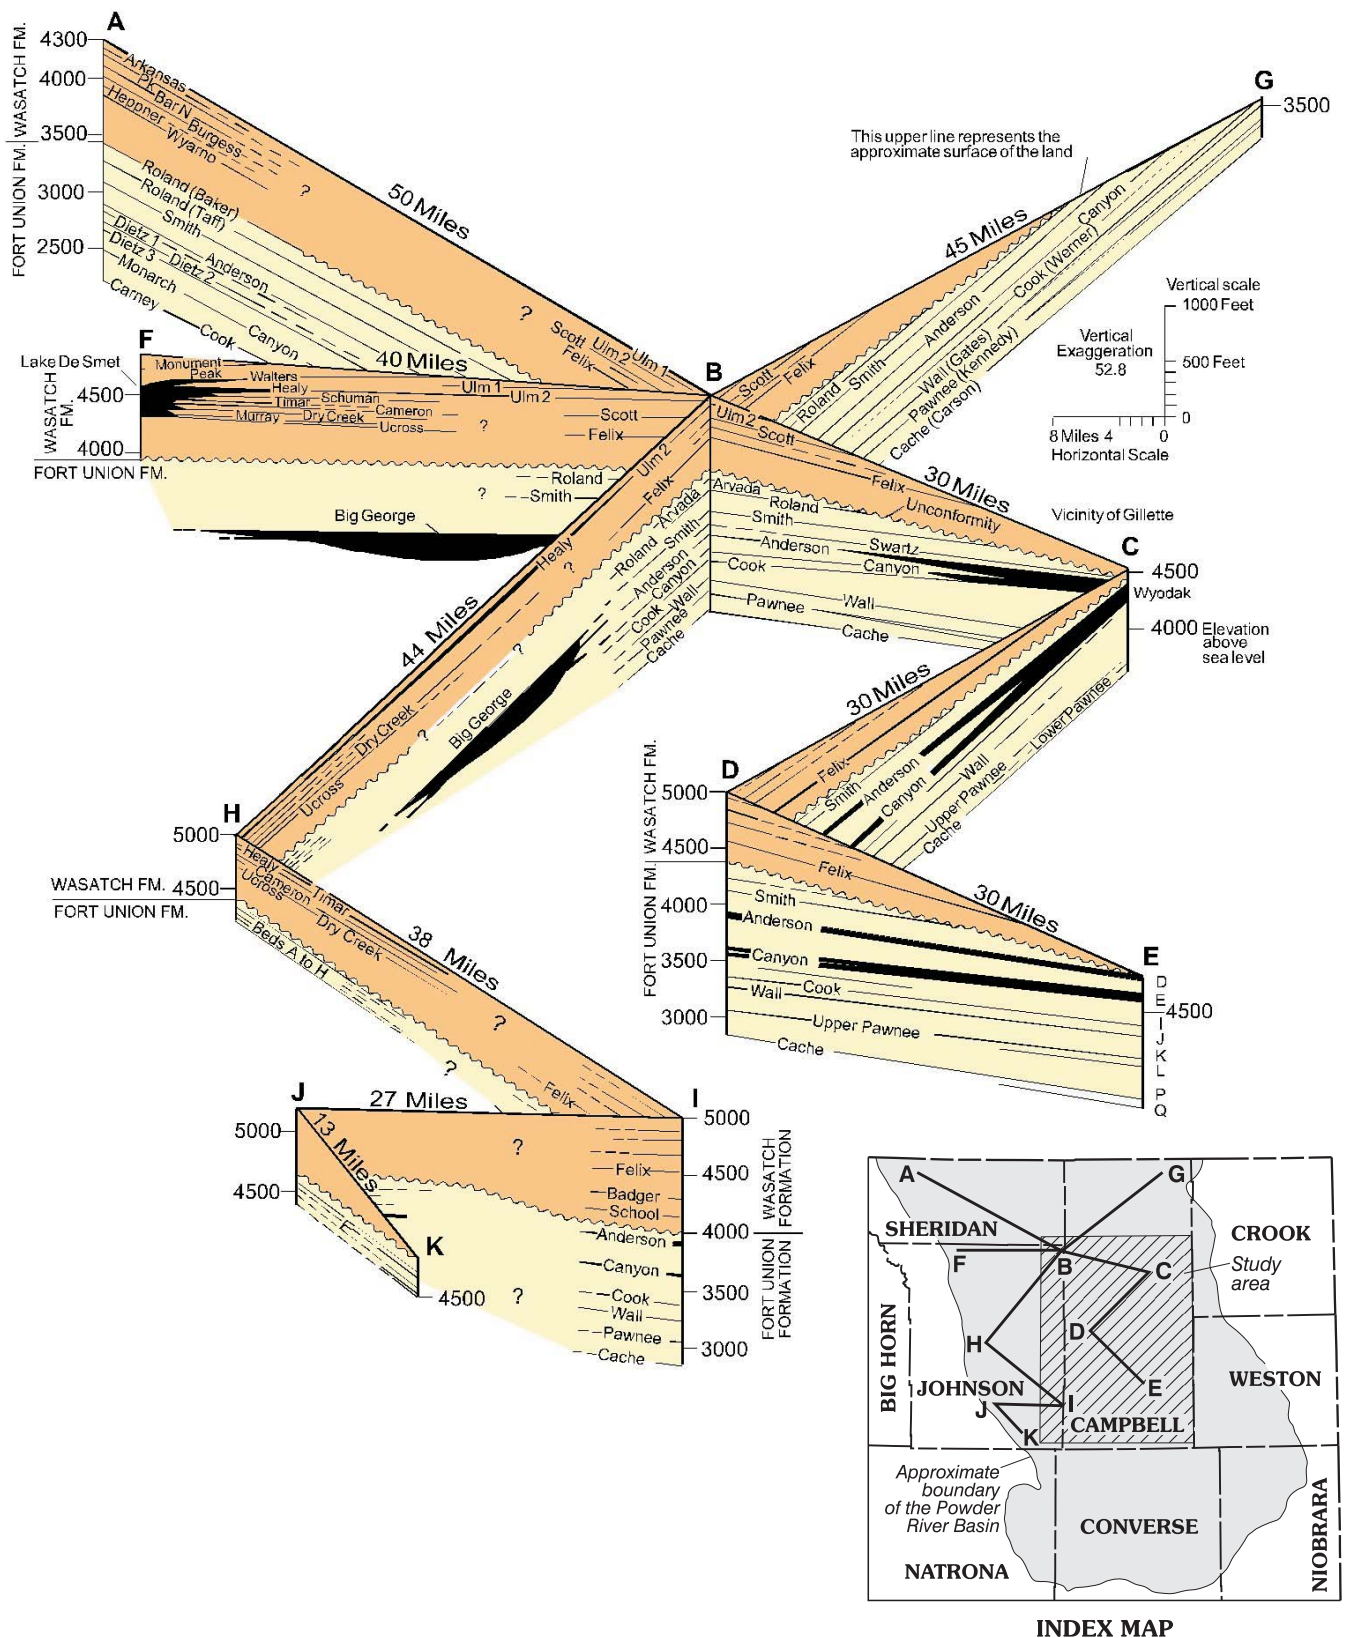 A
4300
4000
3500
3000
2500
WASATCH FM.
FORT UNION FM.
Arkansas
PK Bar N
Burgess
Heppner
Wyarno
?
50 Miles
Roland (Baker)
Roland (Taff)
Smith
Dietz 1
Anderson
Dietz 3
Dietz 2
Monarch
Carney
Cook
Canyon
?
Scott
Ulm 2
Ulm 1
Felix
G
3500
This upper line represents the
approximate surface of the land
45 Miles
Canyon
Cook (Werner)
Anderson
Wall (Gates)
Pawnee (Kennedy)
Cache (Carson)
Smith
Roland
Scott
Felix
Vertical scale
1000 Feet
Vertical
Exaggeration
52.8
500 Feet
0
8 Miles 4 0
Horizontal Scale
F
Lake De Smet
4500
4000
WASATCH
FM.
FORT UNION FM.
40 Miles
Monument
Peak
Walters
Healy
Timar
Schuman
Murray
Dry Creek
Cameron
Ucross
Ulm 1
Ulm 2
Scott
Felix
?
Roland
Smith
?
Big George
B
Ulm 2
Scott
Felix
30 Miles
Unconformity
Arvada
Roland
Smith
Swartz
Anderson
Canyon
Cook
Wall
Pawnee
Cache
Vicinity of Gillette
C
4500
Wyodak
4000
Elevation
above
sea level
44 Miles
Ulm 2
Felix
Healy
?
Arvada
Roland
Smith
Anderson
Canyon
Cook
Wall
Pawnee
Cache
?
Big George
Dry Creek
?
Ucross
30 Miles
Felix
Smith
Anderson
Canyon
Wall
Upper Pawnee
Lower Pawnee
Cache
D
5000
4500
4000
3500
3000
WASATCH FM.
FORT UNION FM.
Felix
30 Miles
Smith
Anderson
Canyon
Cook
Wall
Upper Pawnee
Cache
E
D
E
4500
I
J
K
L
P
Q
H
5000
4500
WASATCH FM.
FORT UNION FM.
Healy
Cameron
Timar
Ucross
Dry Creek
38 Miles
Beds A to H
?
?
Felix
J
5000
4500
27 Miles
13 Miles
F
K
4500
?
?
I
5000
4500
4000
3500
3000
Felix
Badger
School
Anderson
Canyon
Cook
Wall
Pawnee
Cache
WASATCH
FORMATION
FORT UNION
FORMATION
A
G
SHERIDAN
CROOK
F
B
C
Study
area
H
D
BIG HORN
JOHNSON
E
WESTON
J
I
CAMPBELL
K
Approximate
boundary
of the Powder
River Basin
CONVERSE
NATRONA
NIOBRARA
INDEX MAP